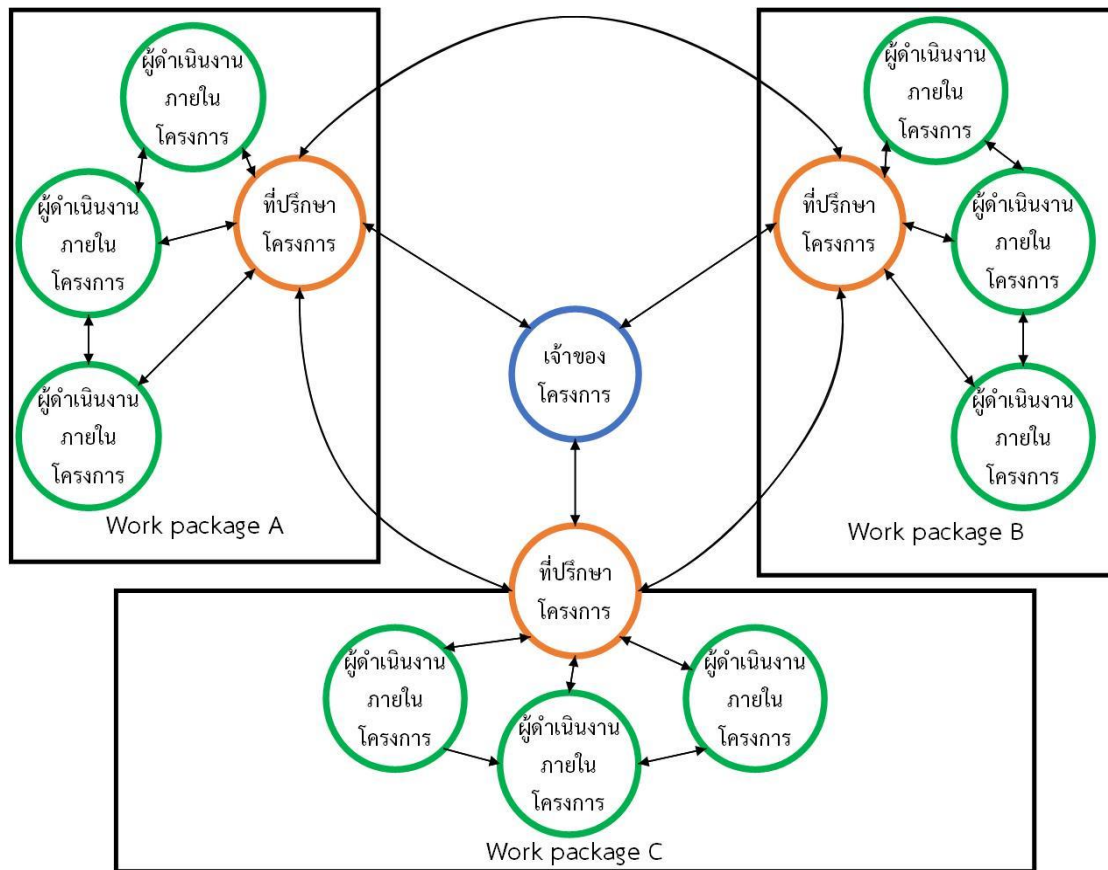 ผู้ดำเนินงาน
ภายใน
โครงการ
ผู้ดำเนินงาน
ภายใน
โครงการ
ที่ปรึกษา
โครงการ
ผู้ดำเนินงาน
ภายใน
โครงการ
Work package A
เจ้าของ
โครงการ
ผู้ดำเนินงาน
ภายใน
โครงการ
ที่ปรึกษา
โครงการ
ผู้ดำเนินงาน
ภายใน
โครงการ
ผู้ดำเนินงาน
ภายใน
โครงการ
Work package B
ที่ปรึกษา
โครงการ
ผู้ดำเนินงาน
ภายใน
โครงการ
ผู้ดำเนินงาน
ภายใน
โครงการ
ผู้ดำเนินงาน
ภายใน
โครงการ
Work package C